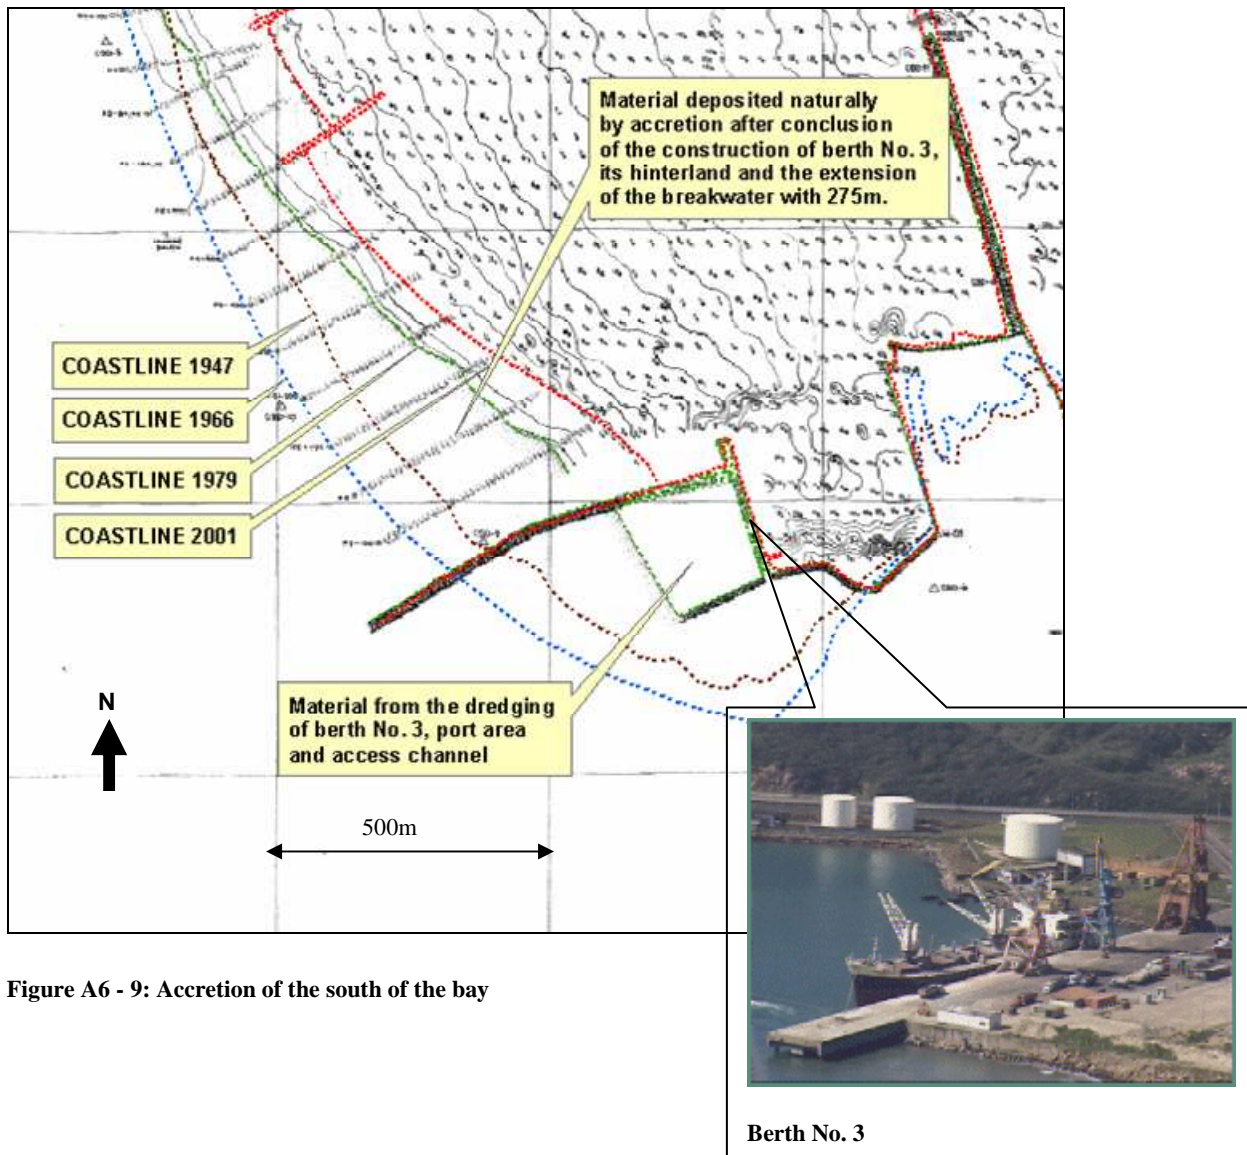 Material deposited naturally
by accretion after conclusion
of the construction of berth No. 3,
its hinterland and the extension
of the breakwater with 275m.
COASTLINE 1947
COASTLINE 1966
COASTLINE 1979
COASTLINE 2001
Material from the dredging
of berth No. 3, port area
and access channel
N
500m
Figure A6 - 9: Accretion of the south of the bay
Berth No. 3